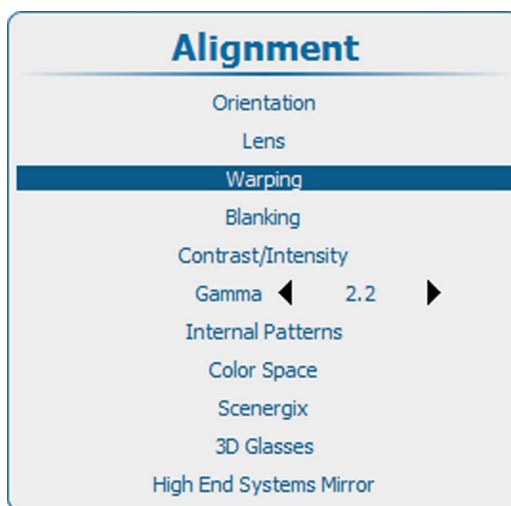 Alignment
Orientation
Lens
Warping
Blanking
Contrast/Intensity
Gamma 2.2
Internal Patterns
Color Space
Scenergix
3D Glasses
High End Systems Mirror